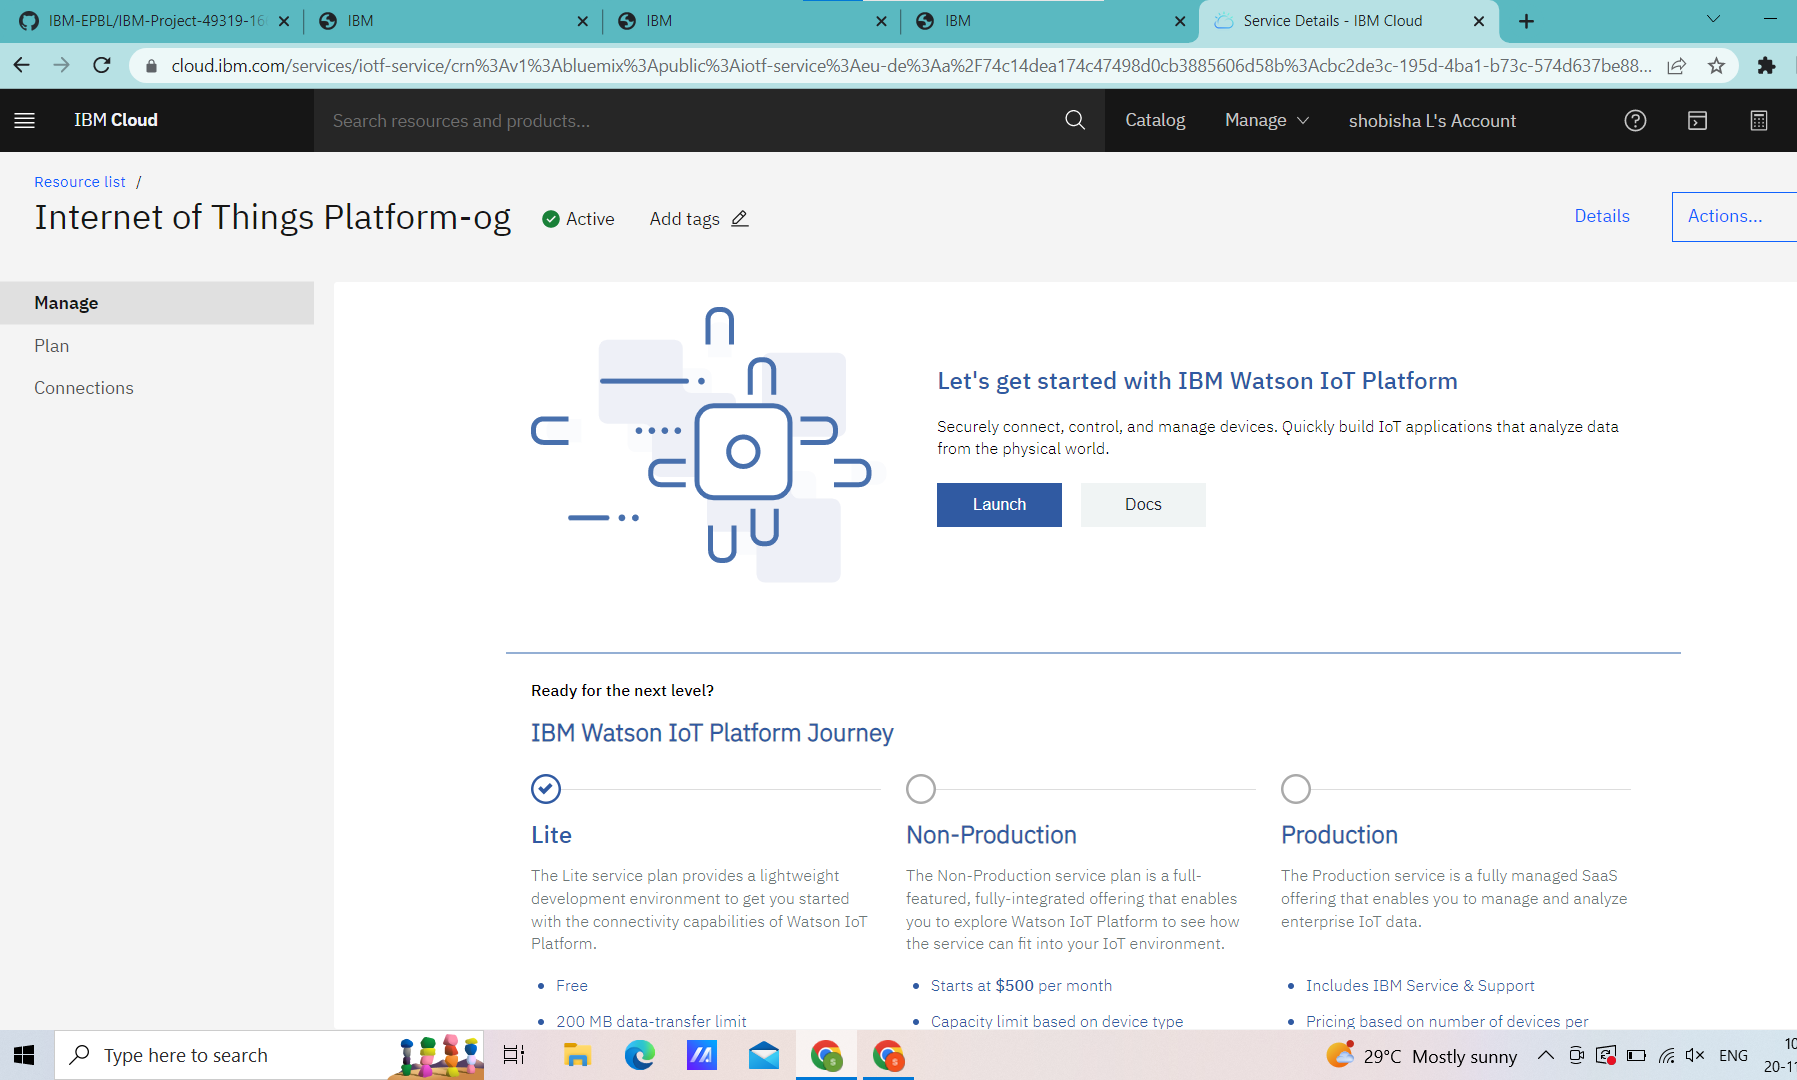 IBM-EPBL/IBM-Project-49319-16
IBM
IBM
IBM
Service Details - IBM Cloud
cloud.ibm.com/services/iotf-service/crn%3Av1%3Abluemix%3Apublic%3Aiotf-service%3Aeu-de%3Aa%2F74c14dea174c47498d0cb3885606d58b%3Acbc2de3c-195d-4ba1-b73c-574d637be88...
IBM Cloud
Search resources and products...
Catalog
Manage
shobisha L's Account
Resource list /
Internet of Things Platform-og
Active
Add tags
Details
Actions...
Manage
Plan
Connections
Let's get started with IBM Watson IoT Platform
Securely connect, control, and manage devices. Quickly build IoT applications that analyze data
from the physical world.
Launch
Docs
Ready for the next level?
IBM Watson IoT Platform Journey
Lite
The Lite service plan provides a lightweight
development environment to get you started
with the connectivity capabilities of Watson IoT
Platform.
• Free
• 200 MB data-transfer limit
Non-Production
The Non-Production service plan is a full-
featured, fully-integrated offering that enables
you to explore Watson IoT Platform to see how
the service can fit into your IoT environment.
• Starts at $500 per month
• Capacity limit based on device type
Production
The Production service is a fully managed SaaS
offering that enables you to manage and analyze
enterprise IoT data.
• Includes IBM Service & Support
• Pricing based on number of devices per
Type here to search
29°C Mostly sunny
ENG
10
20-11